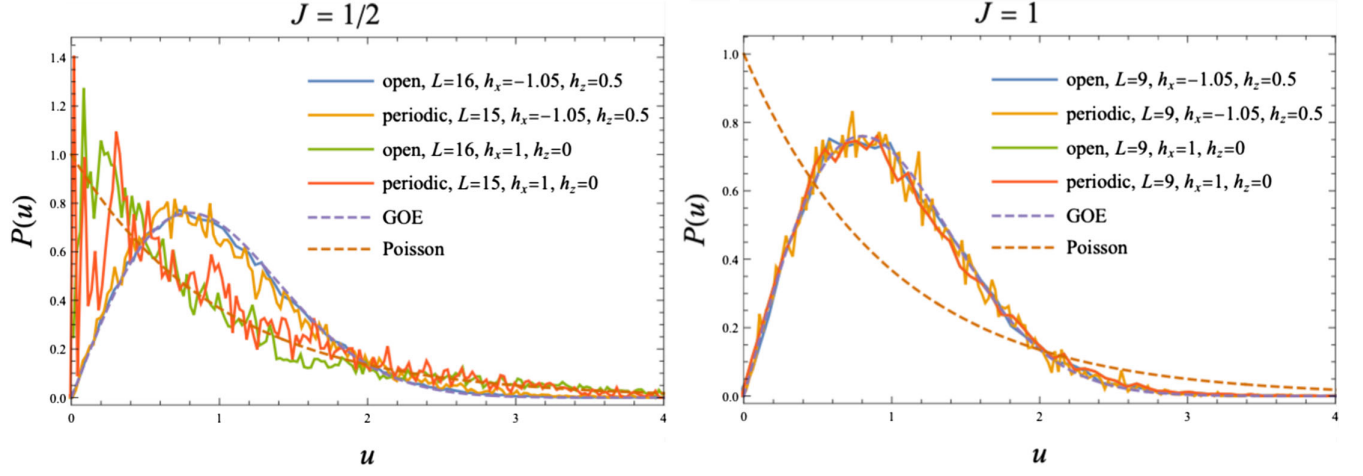 J = 1/2
1.4
1.2
1.0
0.8
0.6
0.4
0.2
0.0
P(u)
open, L=16, hx=−1.05, hz=0.5
periodic, L=15, hx=−1.05, hz=0.5
open, L=16, hx=1, hz=0
periodic, L=15, hx=1, hz=0
GOE
Poisson
0 1 2 3 4
u
J = 1
1.0
0.8
0.6
0.4
0.2
0.0
P(u)
open, L=9, hx=−1.05, hz=0.5
periodic, L=9, hx=−1.05, hz=0.5
open, L=9, hx=1, hz=0
periodic, L=9, hx=1, hz=0
GOE
Poisson
0 1 2 3 4
u